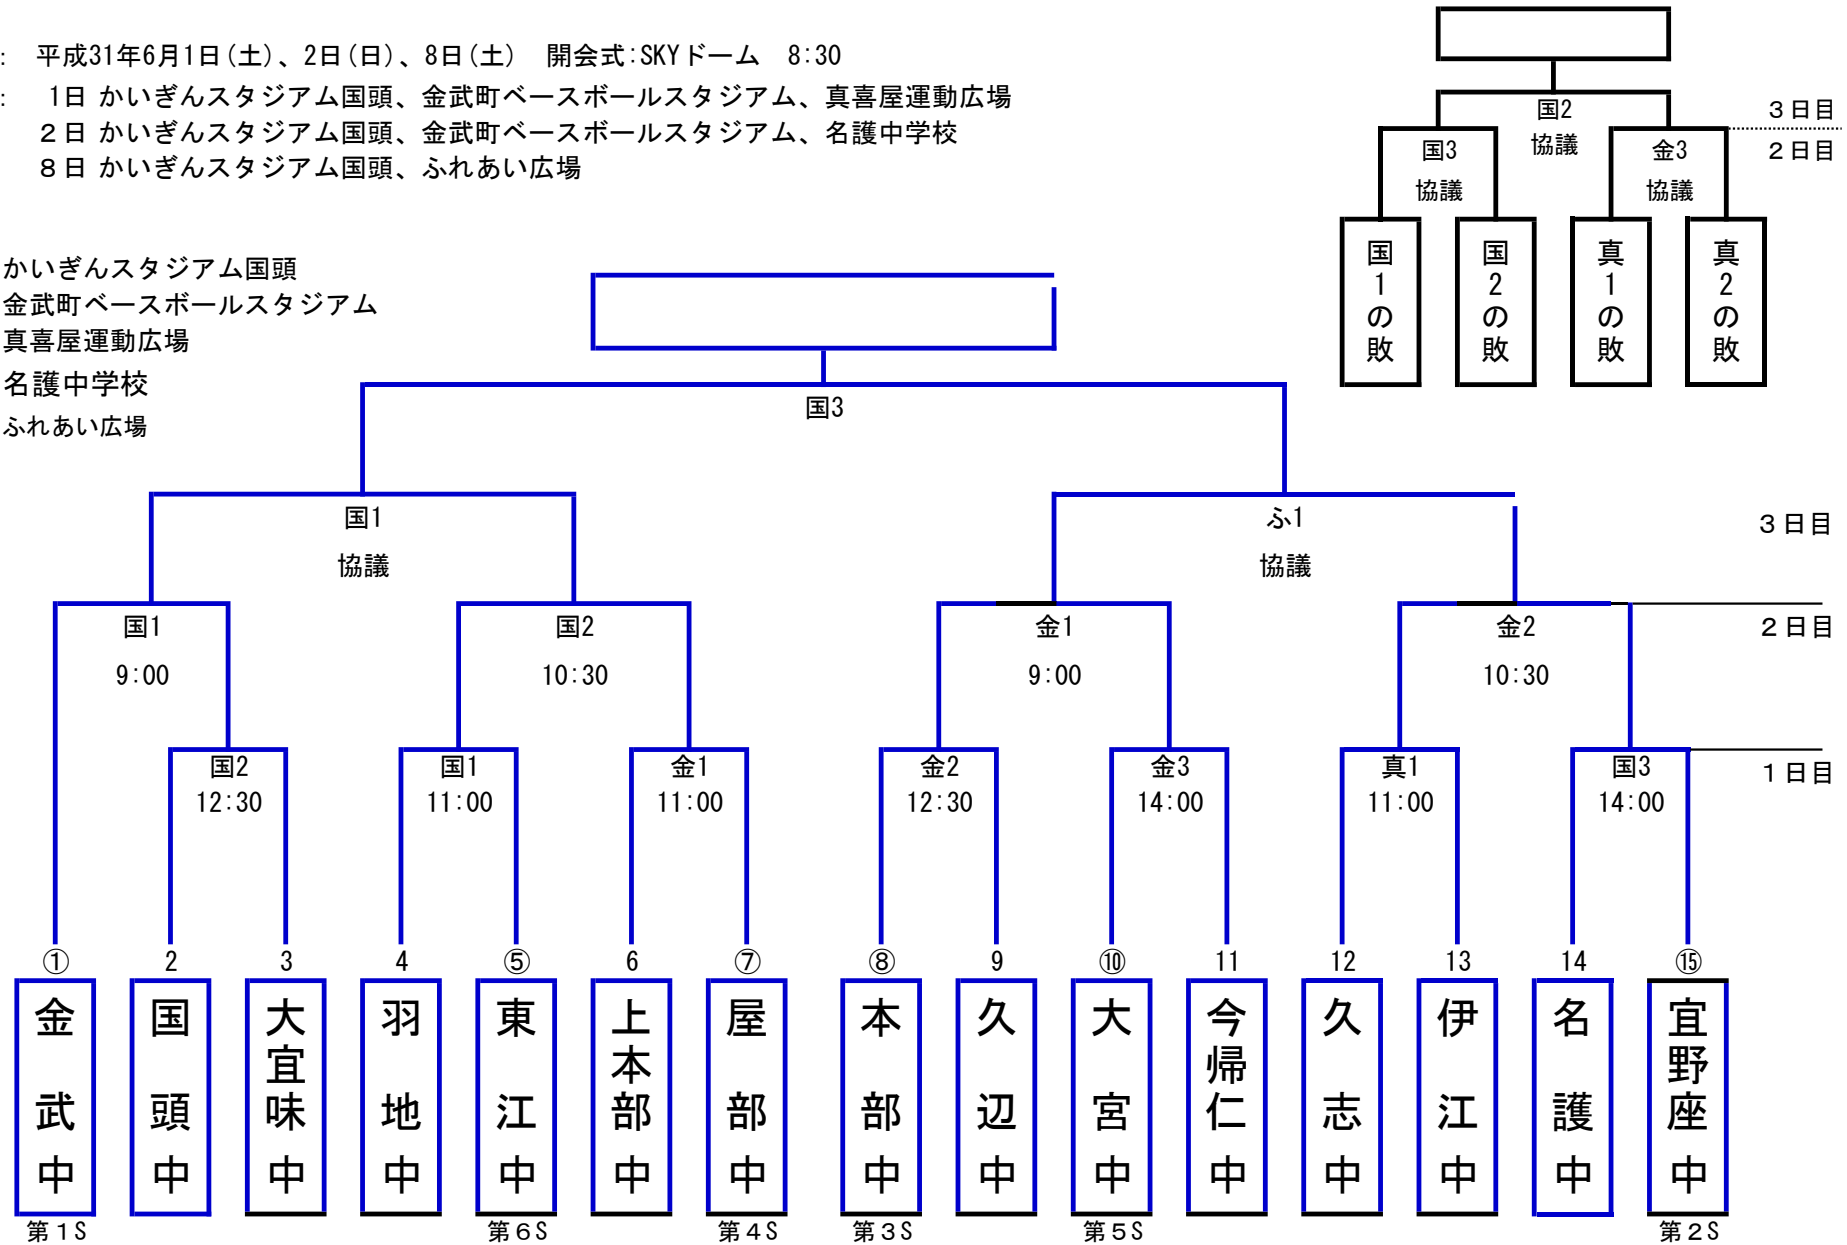 : 平成31年6月1日(土)、2日(日)、8日(土) 開会式:SKYドーム 8:30
: 1日 かいぎんスタジアム国頭、金武町ベースボールスタジアム、真喜屋運動広場
２日 かいぎんスタジアム国頭、金武町ベースボールスタジアム、名護中学校
８日 かいぎんスタジアム国頭、ふれあい広場
国2
協議
３日目
国3
協議
金3
協議
２日目
国1の敗
国2の敗
真1の敗
真2の敗
かいぎんスタジアム国頭
金武町ベースボールスタジアム
真喜屋運動広場
名護中学校
ふれあい広場
国3
国1
協議
ふ1
協議
３日目
国1
9:00
国2
10:30
金1
9:00
金2
10:30
２日目
国2
12:30
国1
11:00
金1
11:00
金2
12:30
金3
14:00
真1
11:00
国3
14:00
１日目
① 2 3 4 ⑤ 6 ⑦ ⑧ 9 ⑩ 11 12 13 14 ⑮
金武中
国頭中
大宜味中
羽地中
東江中
上本部中
屋部中
本部中
久辺中
大宮中
今帰仁中
久志中
伊江中
名護中
宜野座中
第１S 第６S 第４S 第３S 第５S 第２S